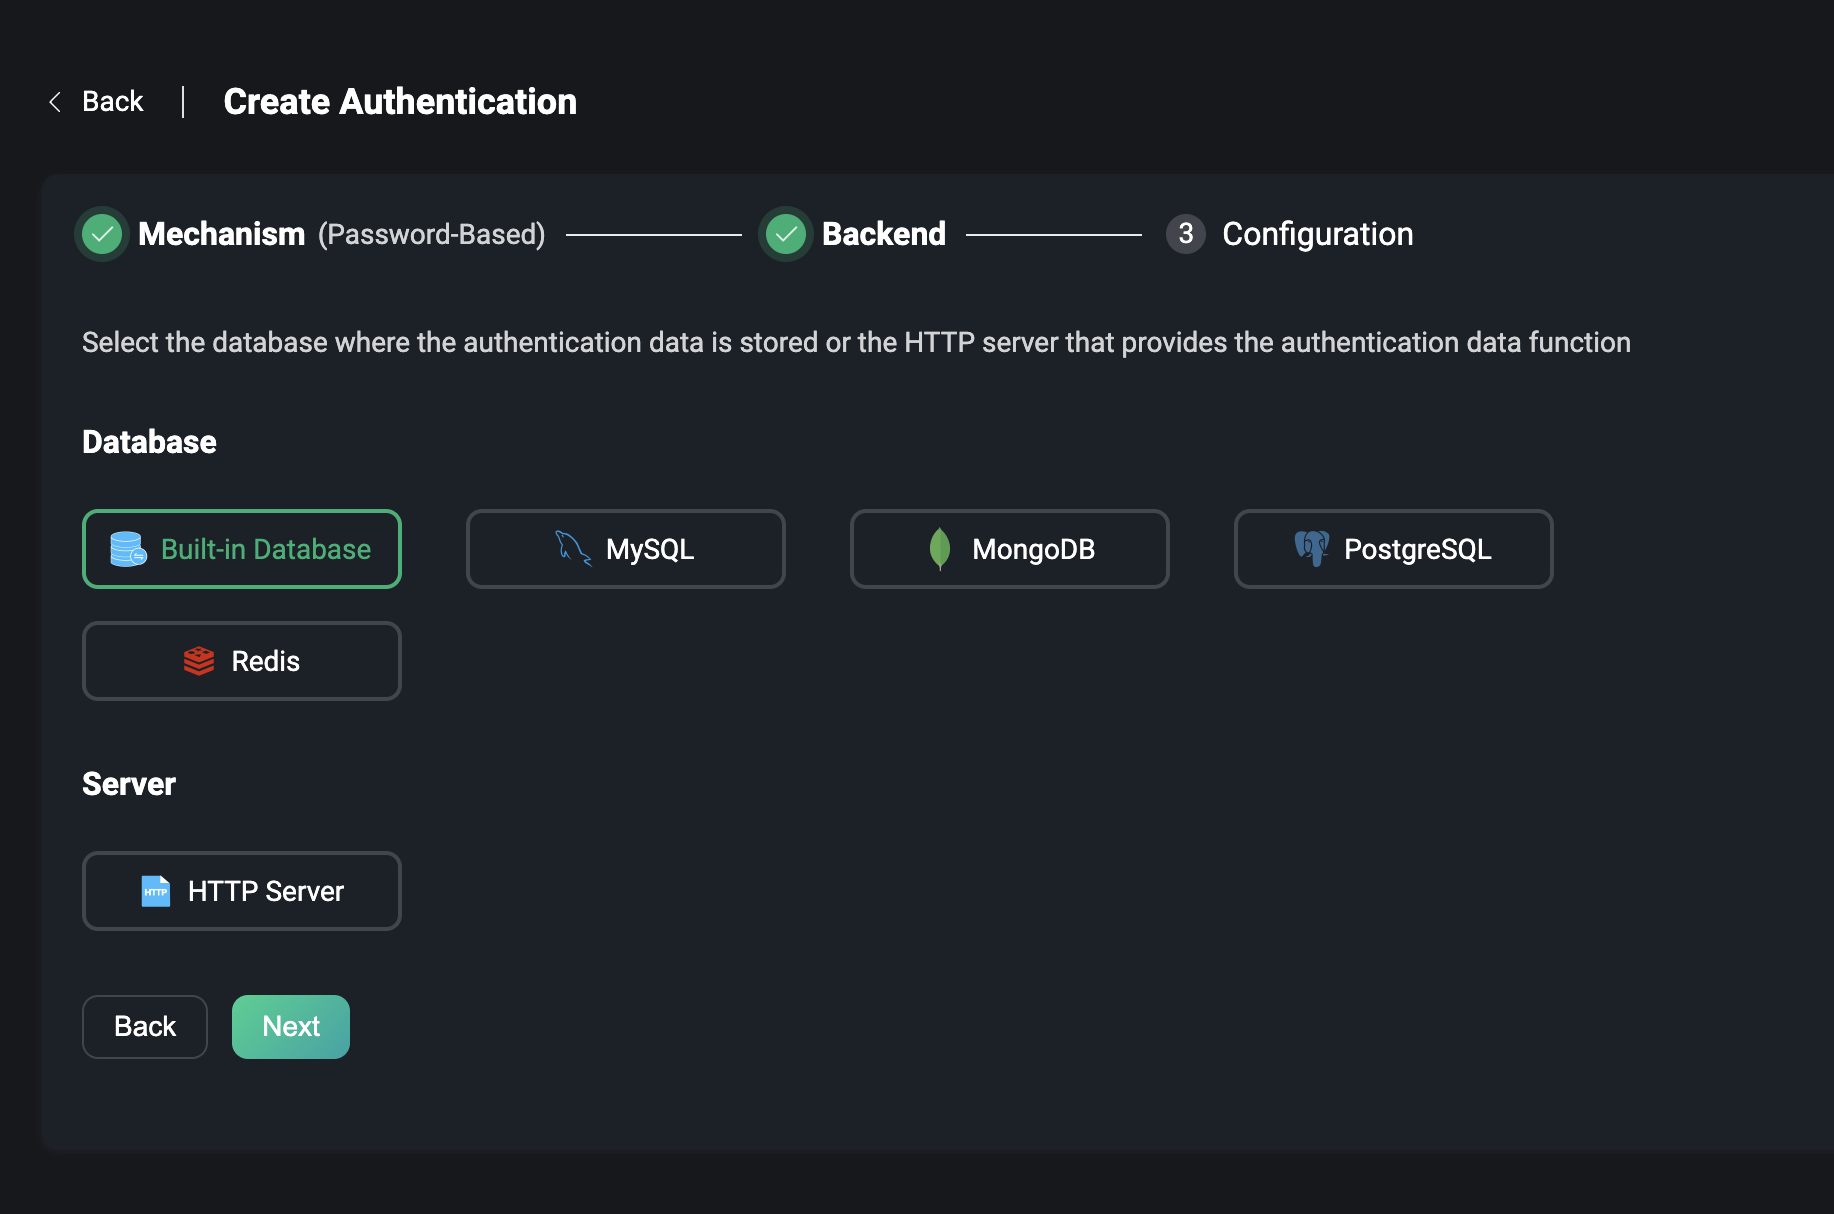 Back | Create Authentication
Mechanism (Password-Based) Backend 3 Configuration
Select the database where the authentication data is stored or the HTTP server that provides the authentication data function
Database
Built-in Database MySQL MongoDB PostgreSQL
Redis
Server
HTTP HTTP Server
Back Next